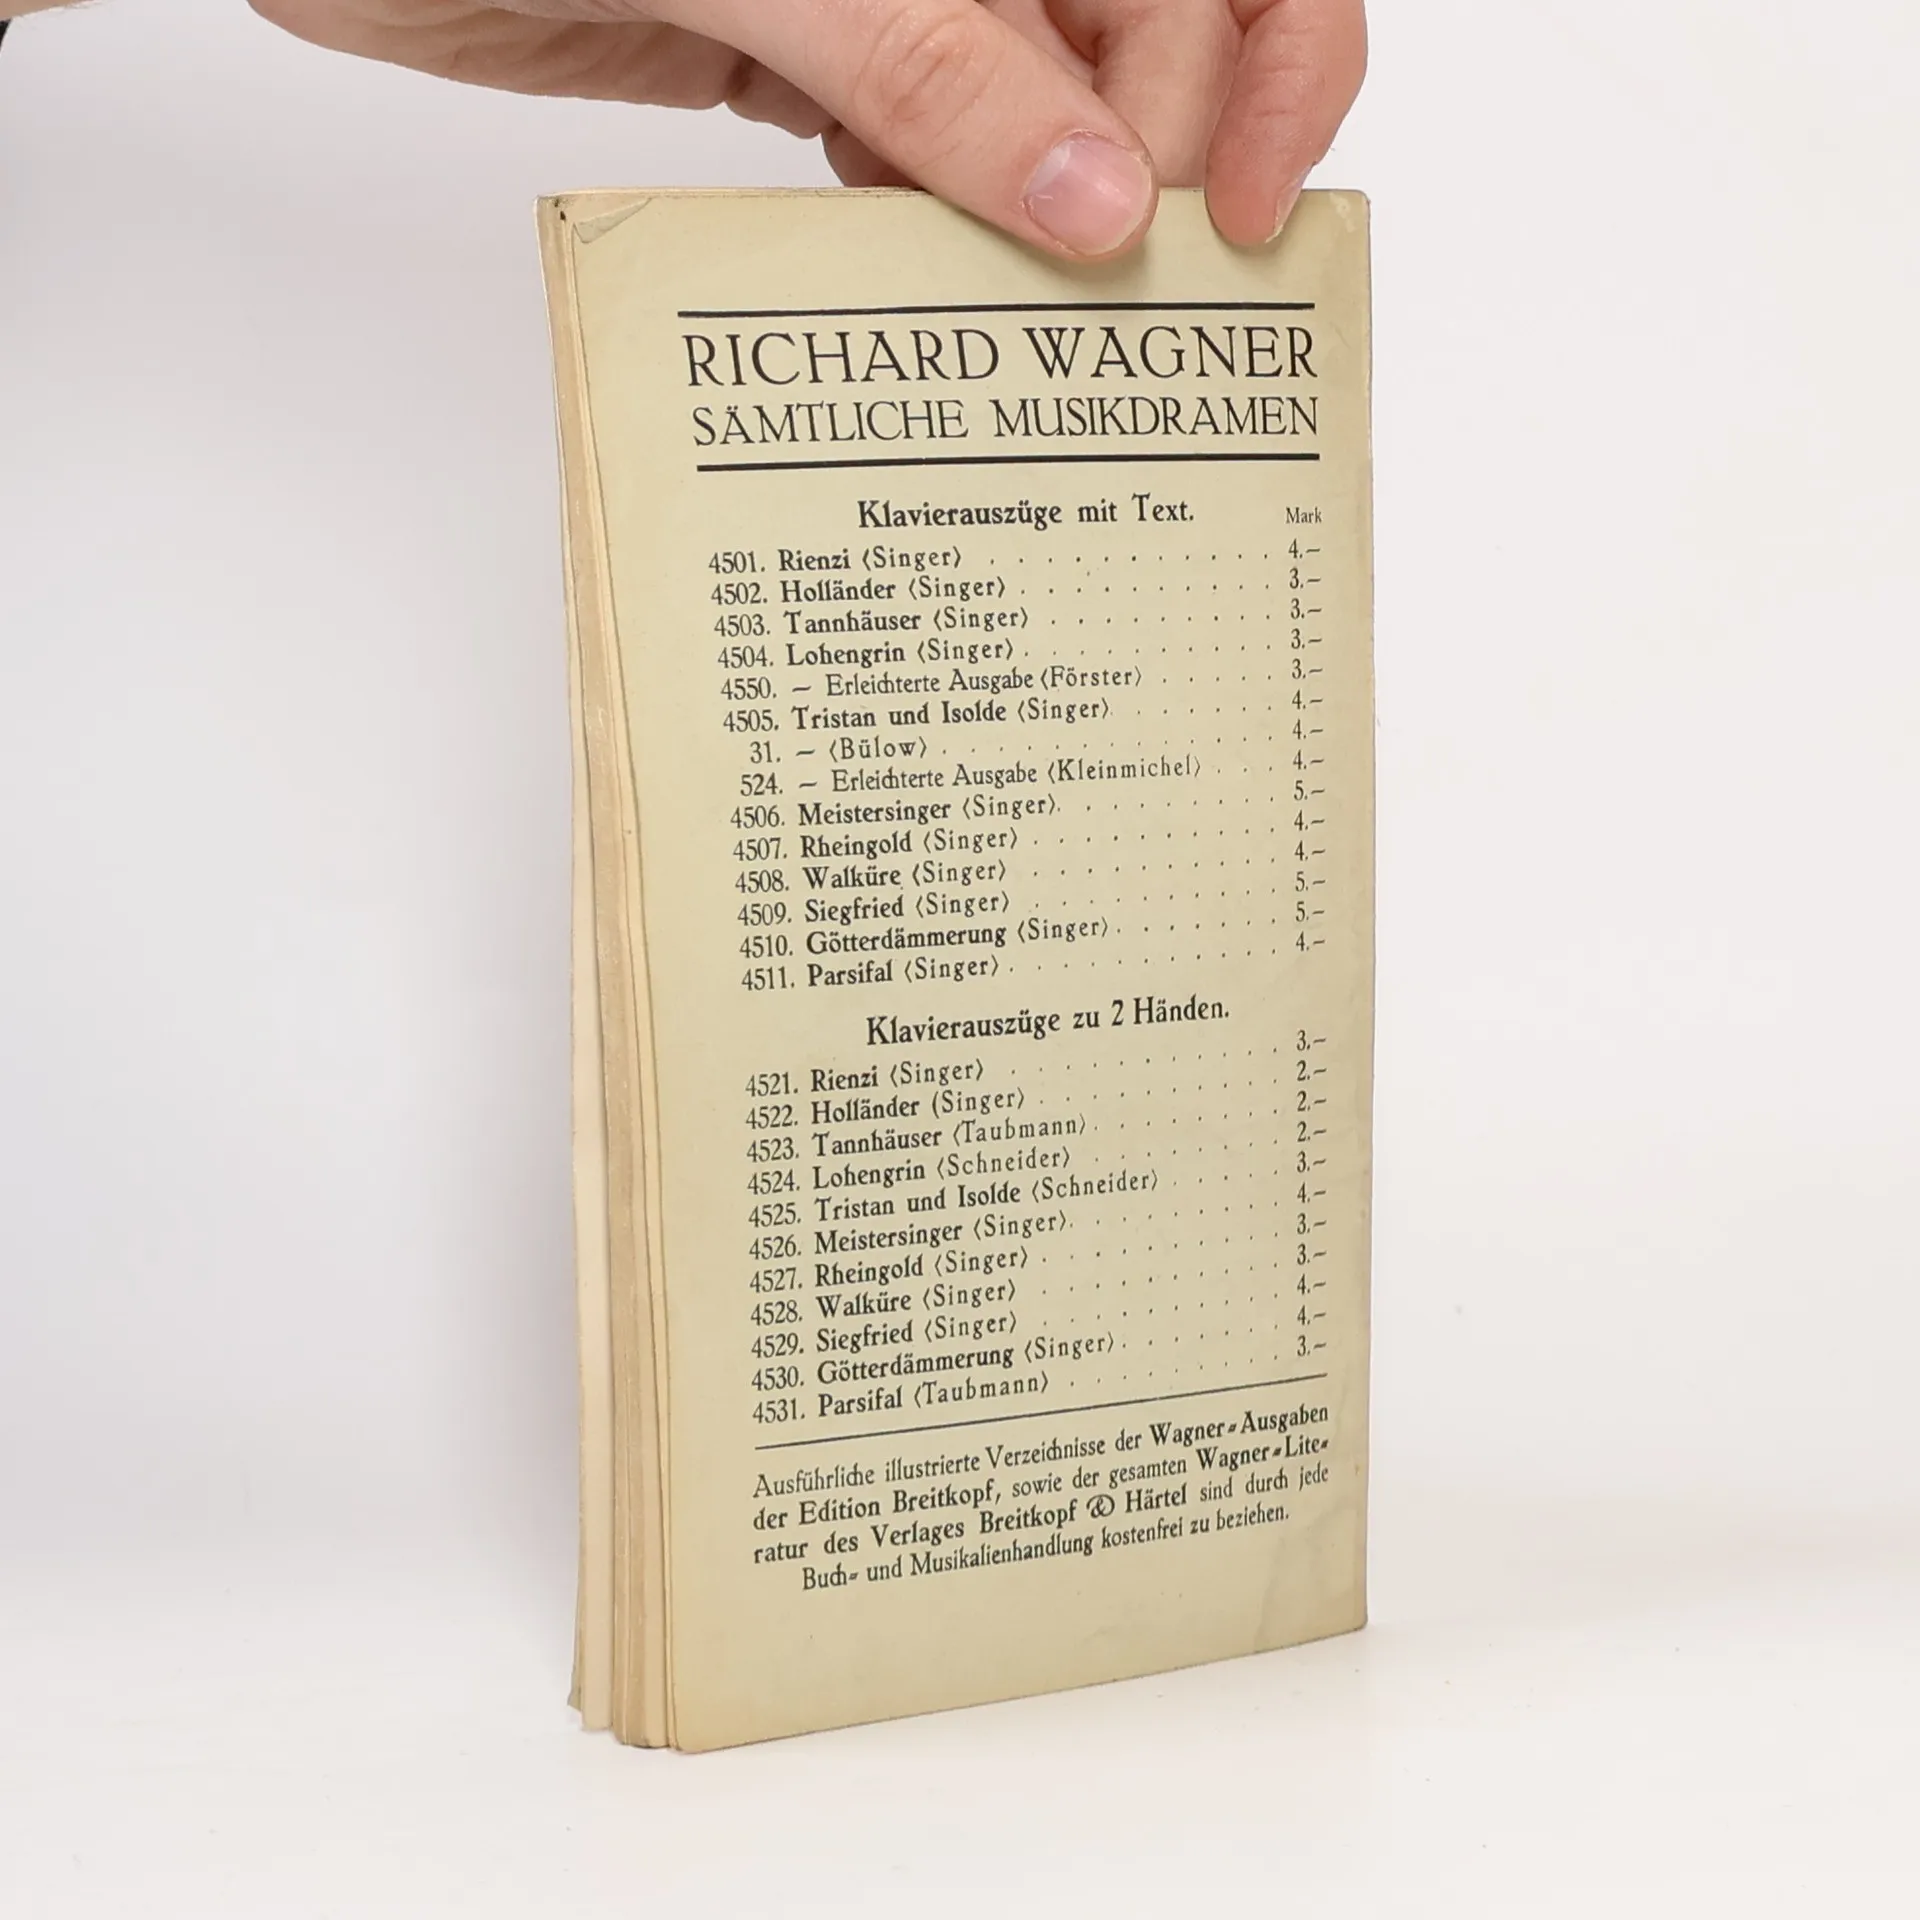 RICHARD WAGNER
SÄMTLICHE MUSIKDRAMEN
Klavierauszüge mit Text. Mark
4501. Rienzi ⟨Singer⟩ . . . . . . . . . . . 4.–
4502. Holländer ⟨Singer⟩ . . . . . . . . . . 3.–
4503. Tannhäuser ⟨Singer⟩ . . . . . . . . . 3.–
4504. Lohengrin ⟨Singer⟩ . . . . . . . . . . 3.–
4550. – Erleichterte Ausgabe ⟨Förster⟩ . . . . . 3.–
4505. Tristan und Isolde ⟨Singer⟩ . . . . . . . 4.–
31. – ⟨Bülow⟩ . . . . . . . . . . . . . 4.–
524. – Erleichterte Ausgabe ⟨Kleinmichel⟩ . . . 4.–
4506. Meistersinger ⟨Singer⟩ . . . . . . . . . 5.–
4507. Rheingold ⟨Singer⟩ . . . . . . . . . . 4.–
4508. Walküre ⟨Singer⟩ . . . . . . . . . . 4.–
4509. Siegfried ⟨Singer⟩ . . . . . . . . . . 5.–
4510. Götterdämmerung ⟨Singer⟩ . . . . . . . 5.–
4511. Parsifal ⟨Singer⟩ . . . . . . . . . . . 4.–
Klavierauszüge zu 2 Händen.
4521. Rienzi ⟨Singer⟩ . . . . . . . . . . . 3.–
4522. Holländer (Singer⟩ . . . . . . . . . . 2.–
4523. Tannhäuser ⟨Taubmann⟩ . . . . . . . . 2.–
4524. Lohengrin ⟨Schneider⟩ . . . . . . . . 2.–
4525. Tristan und Isolde ⟨Schneider⟩ . . . . . 3.–
4526. Meistersinger ⟨Singer⟩ . . . . . . . . . 4.–
4527. Rheingold ⟨Singer⟩ . . . . . . . . . . 3.–
4528. Walküre ⟨Singer⟩ . . . . . . . . . . 3.–
4529. Siegfried ⟨Singer⟩ . . . . . . . . . . 4.–
4530. Götterdämmerung ⟨Singer⟩ . . . . . . . 4.–
4531. Parsifal ⟨Taubmann⟩ . . . . . . . . . 3.–
Ausführliche illustrierte Verzeichnisse der Wagner-Ausgaben
der Edition Breitkopf, sowie der gesamten Wagner-Lite-
ratur des Verlages Breitkopf & Härtel sind durch jede
Buch- und Musikalienhandlung kostenfrei zu beziehen.